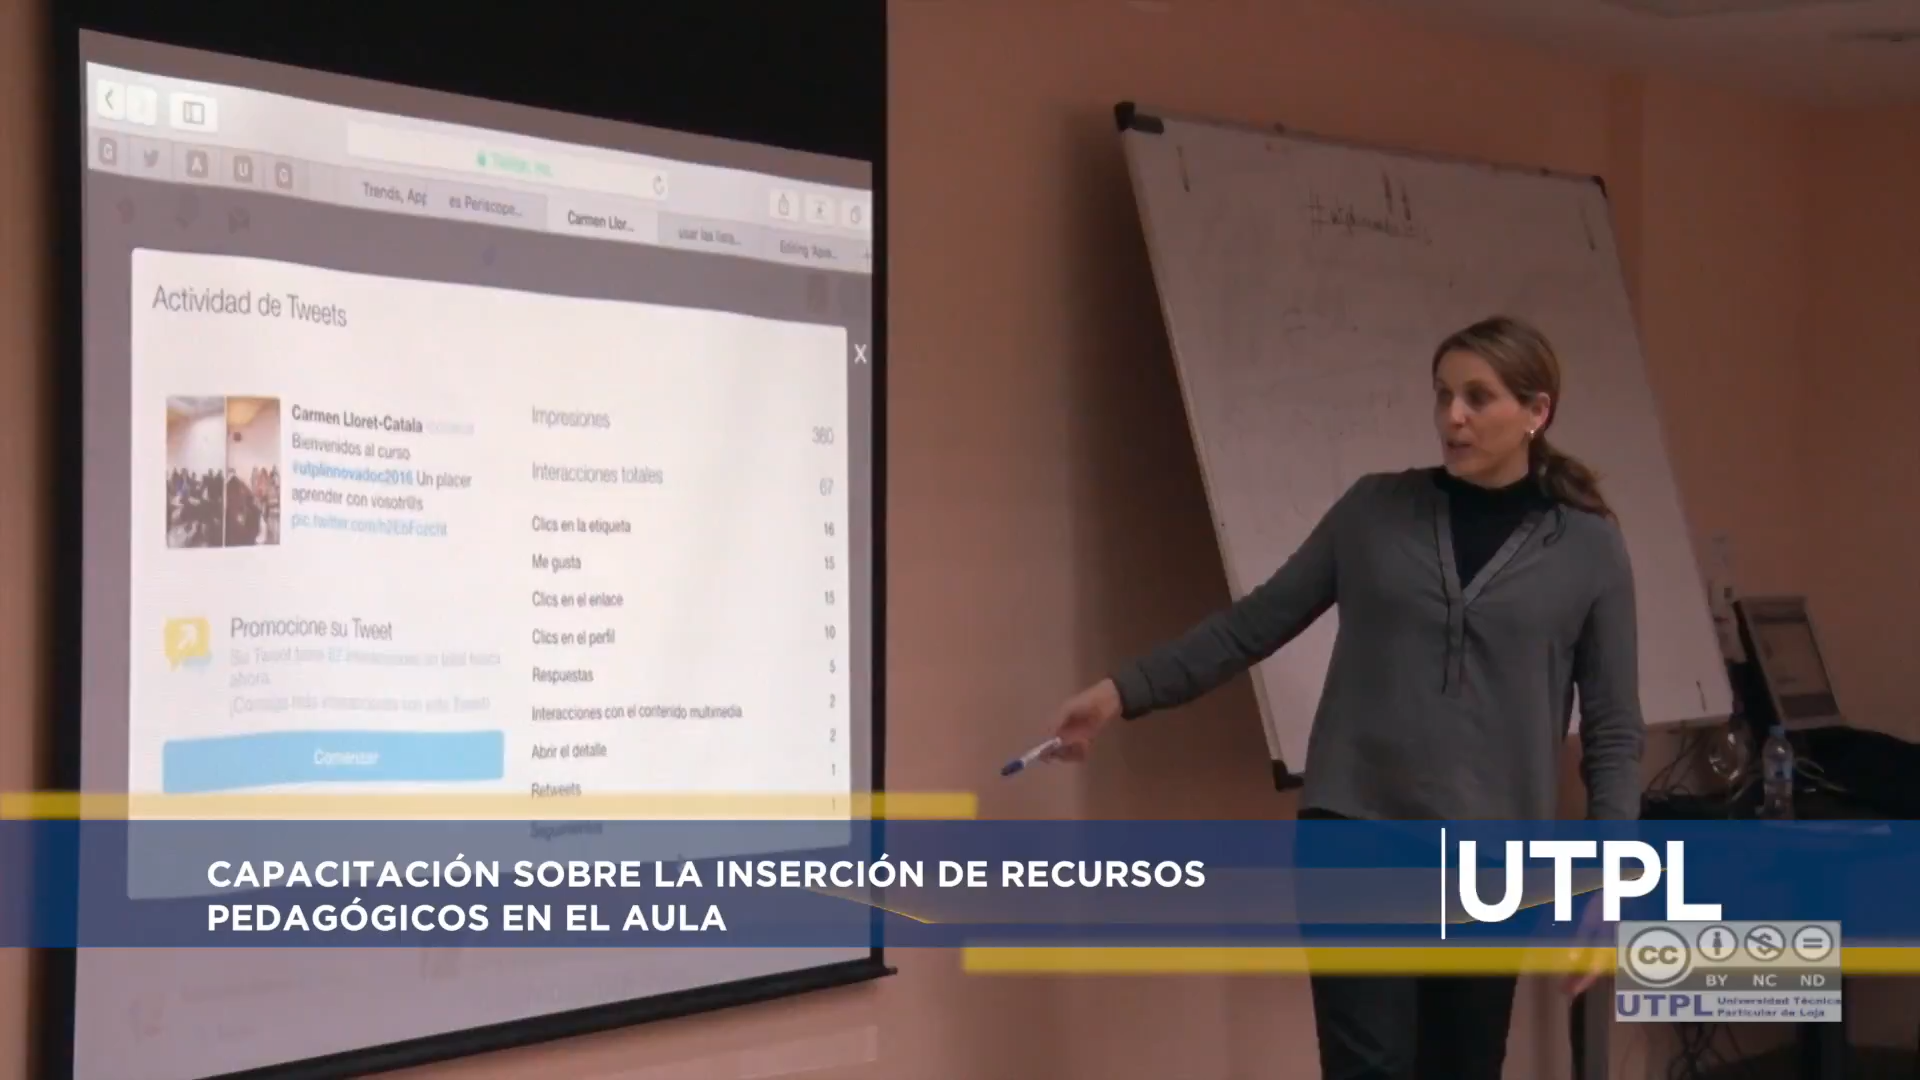 G
A
U
G
Trends, App
es Periscope...
Carmen Llor...
usar las lista...
Editing 'Apia...
Actividad de Tweets
X
Carmen Lloret-Catala
Bienvenidos al curso
#utplinnovadoc2016 Un placer
aprender con vosotr@s
Impresiones 360
Interacciones totales 67
Clics en la etiqueta 16
Me gusta 15
Clics en el enlace 15
Clics en el perfil 10
Respuestas 5
Interacciones con el contenido multimedia 2
Abrir el detalle 2
Retweets 1
Seguimientos 1
Promocione su Tweet
Comenzar
CAPACITACIÓN SOBRE LA INSERCIÓN DE RECURSOS
PEDAGÓGICOS EN EL AULA
UTPL
CC
BY NC ND
UTPL Universidad Técnica
Particular de Loja